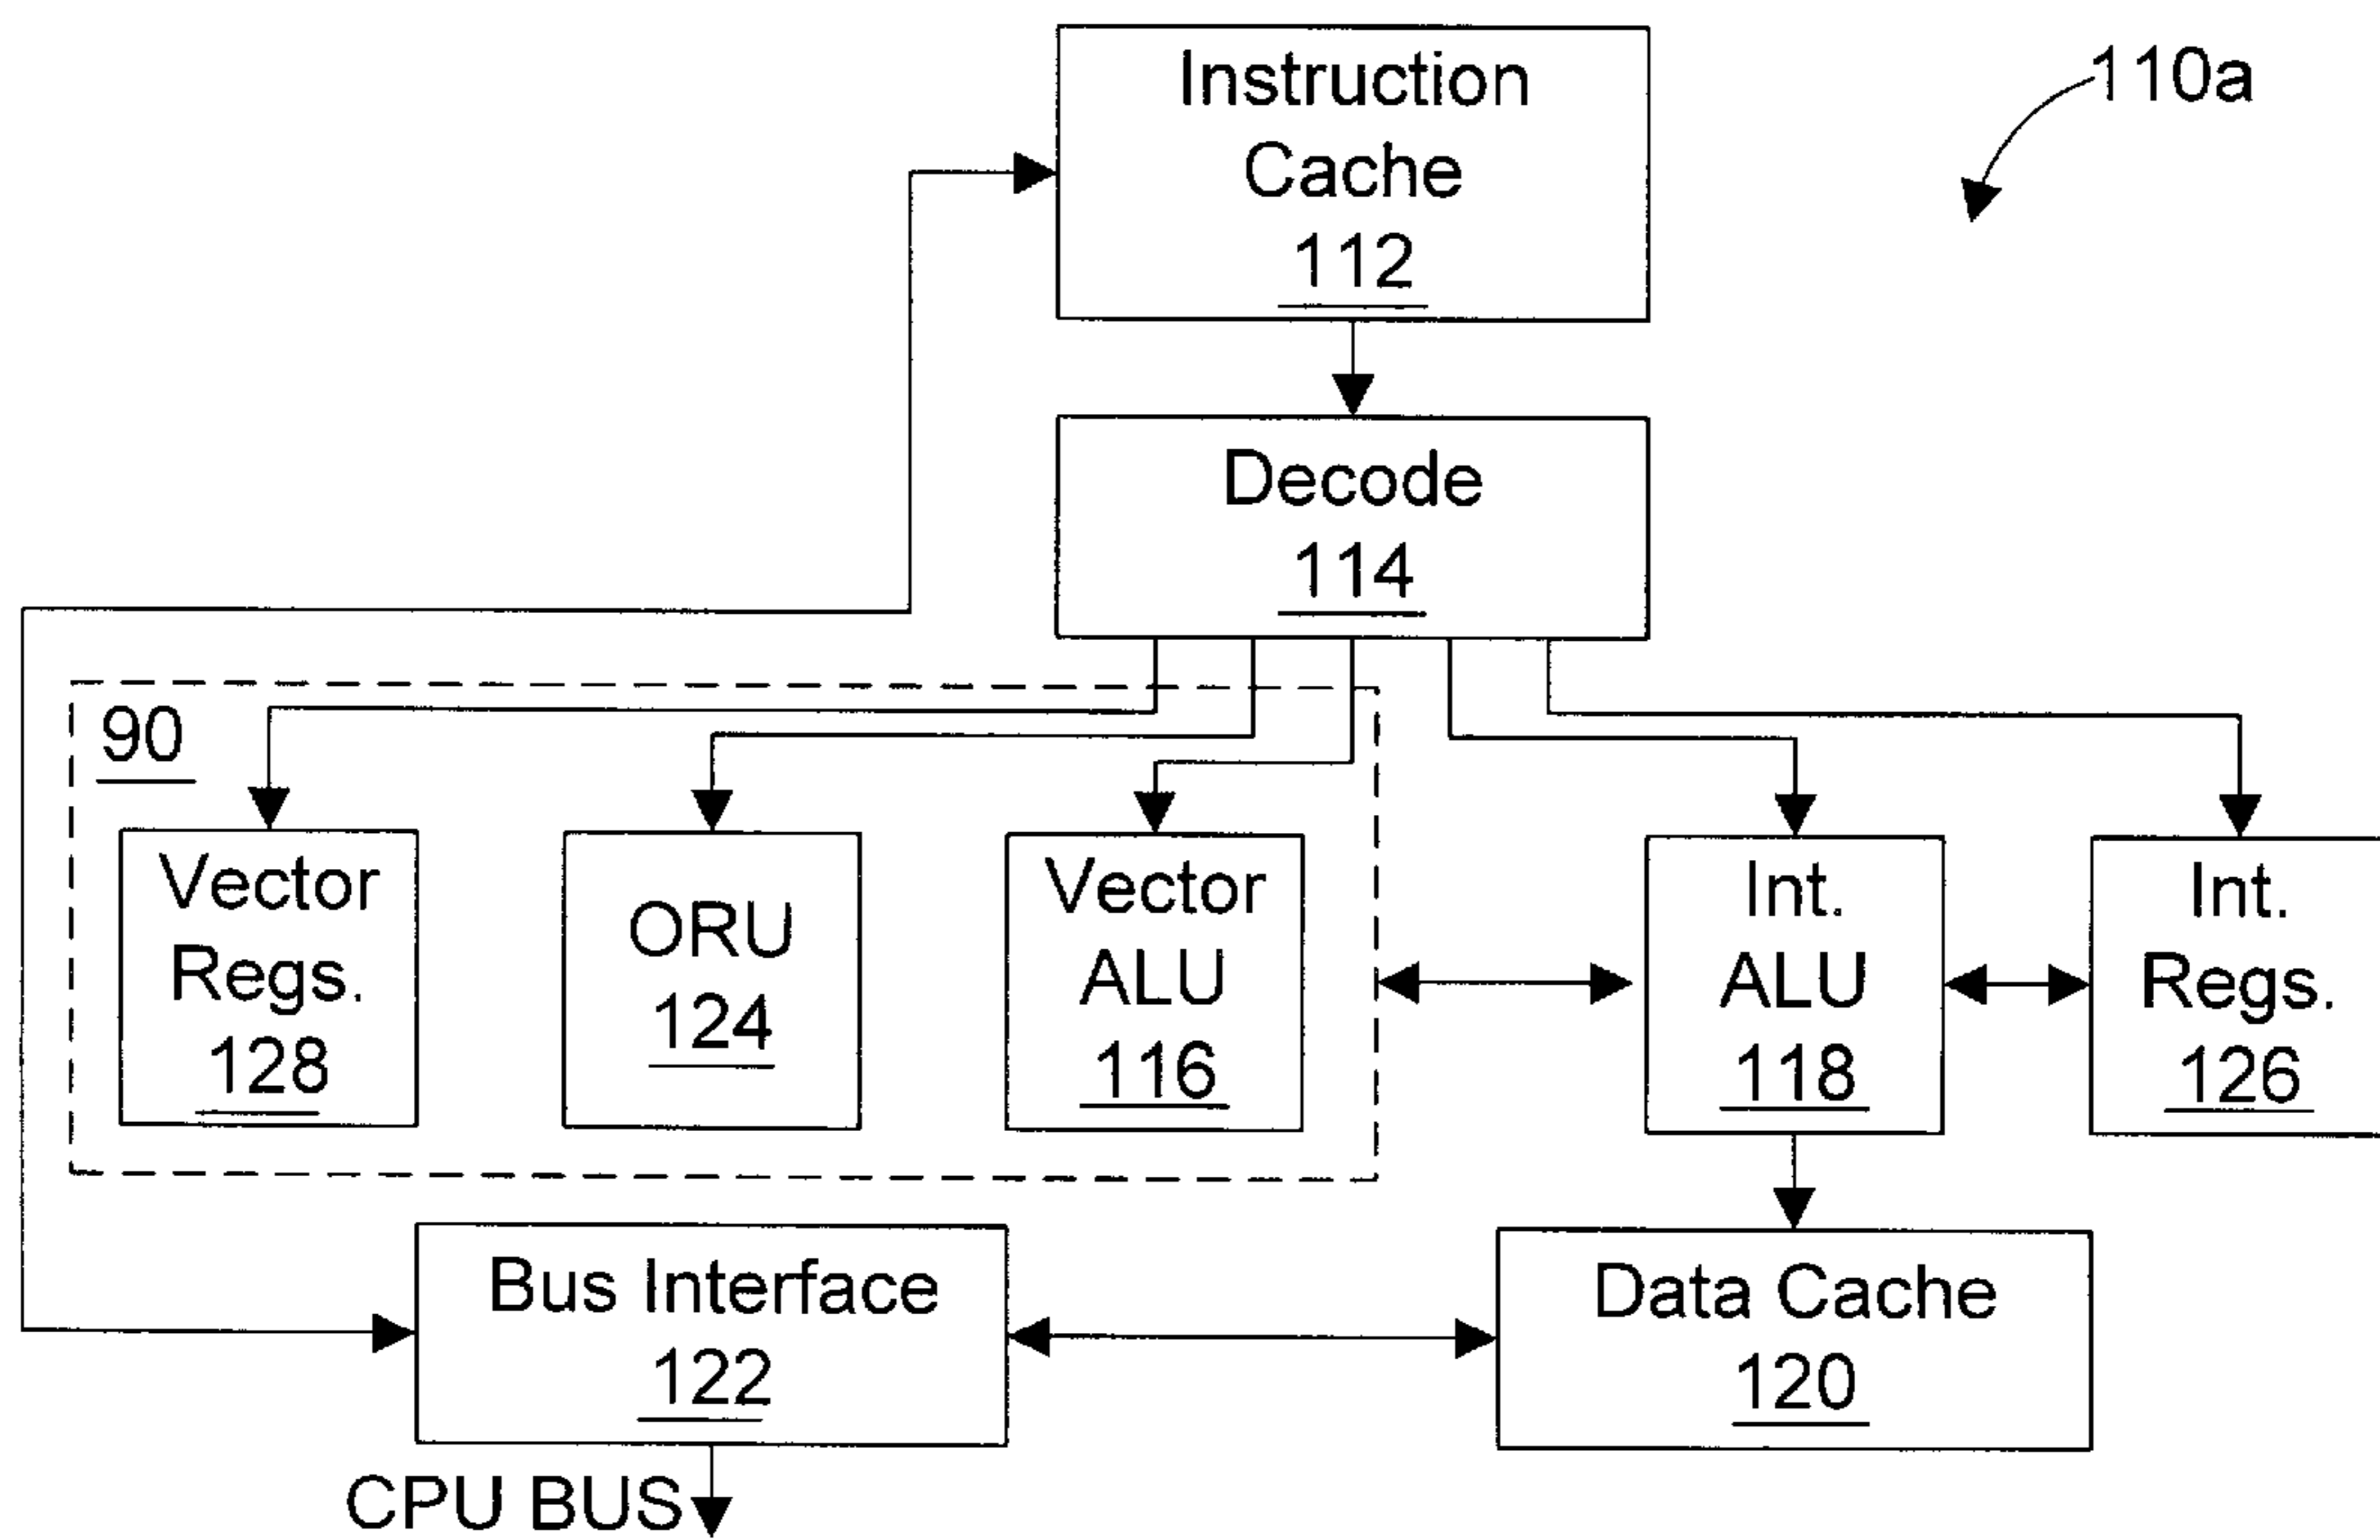 Instruction
Cache
112
110a
Decode
114
90
Vector
Regs.
128
ORU
124
Vector
ALU
116
Int.
ALU
118
Int.
Regs.
126
Bus Interface
122
Data Cache
120
CPU BUS